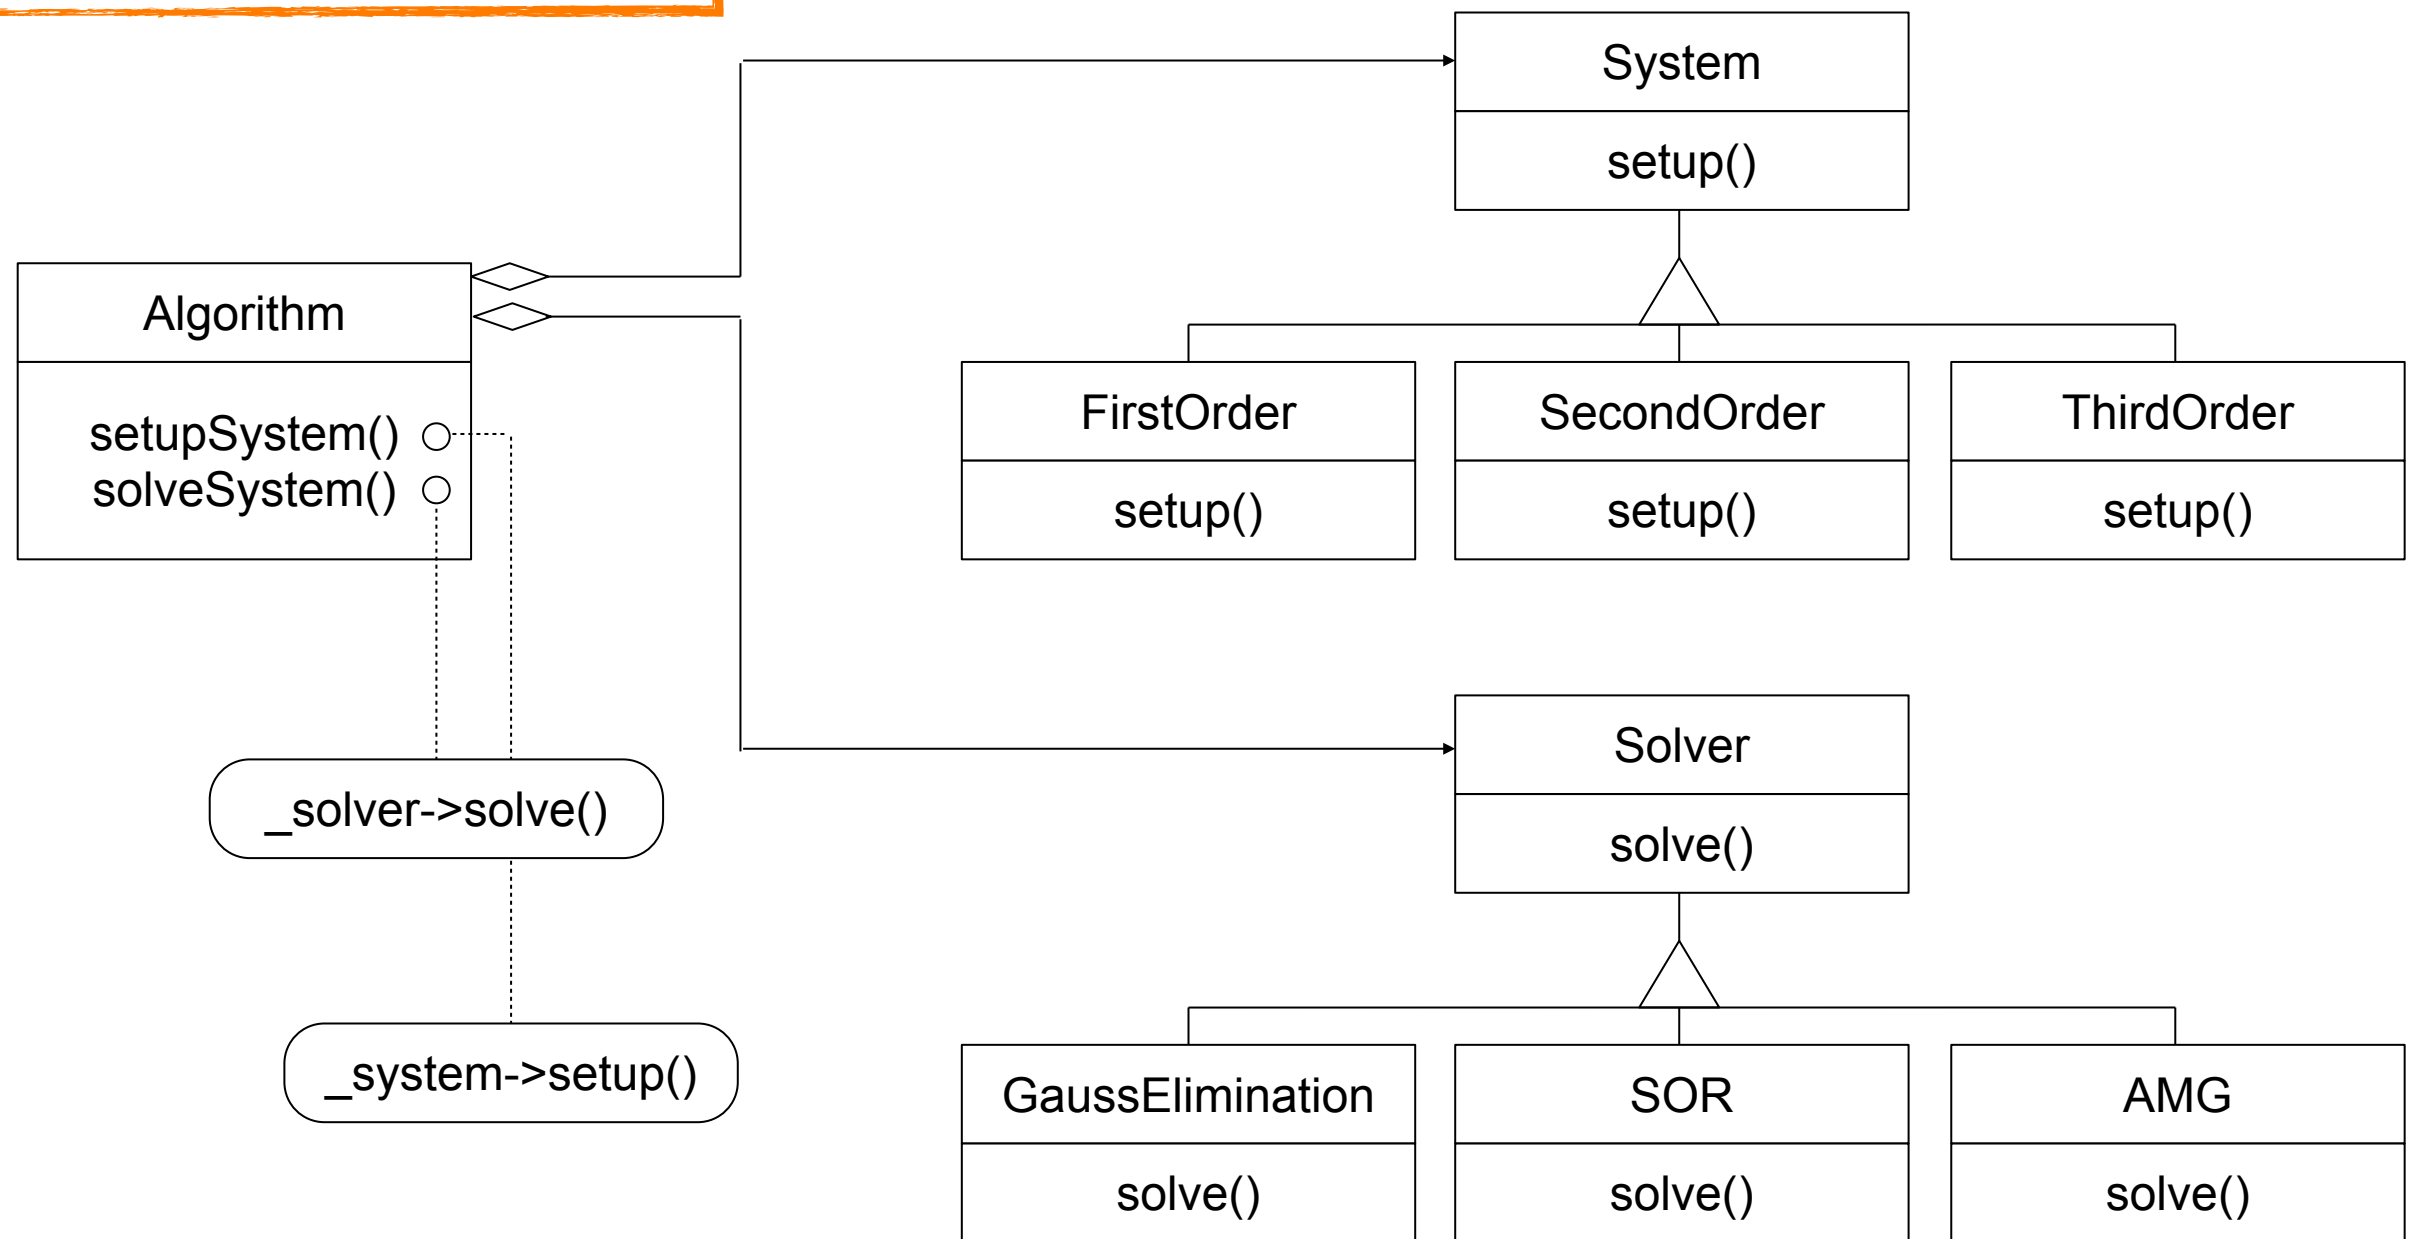 System
setup()
Algorithm
setupSystem()
solveSystem()
FirstOrder
setup()
SecondOrder
setup()
ThirdOrder
setup()
_solver->solve()
_system->setup()
Solver
solve()
GaussElimination
solve()
SOR
solve()
AMG
solve()